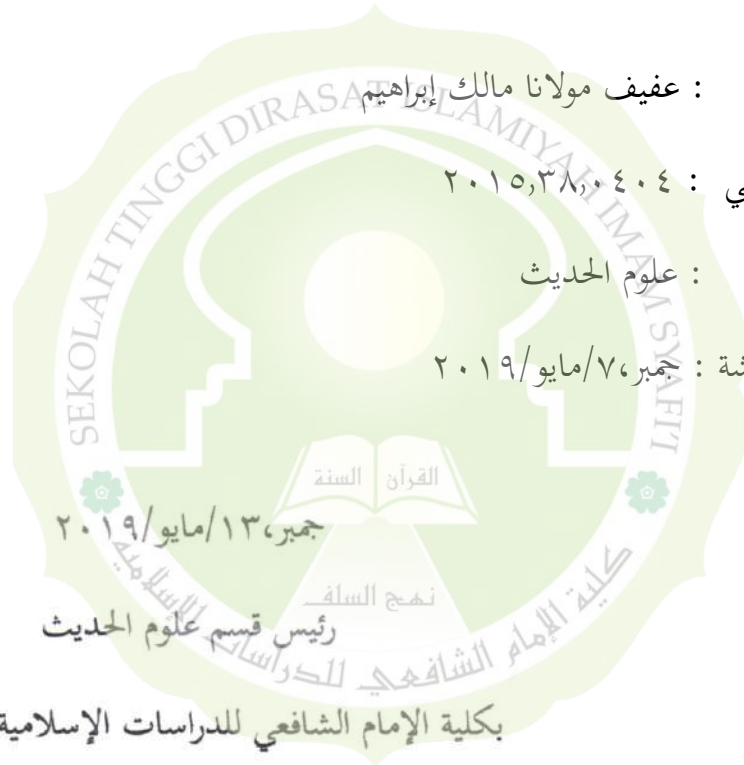 : عفيف مولانا مالك إبراهيم
ي : ٢٠١٥,٣٨,٠٤٠٤
: علوم الحديث
شة : جمبر،٧/مايو/٢٠١٩
جمبر،١٣/مايو/٢٠١٩
رئيس قسم علوم الحديث
بكلية الإمام الشافعي للدراسات الإسلامية
SEKOLAH TINGGI DIRASAT ISLAMIYAH IMAM SYAFI'I
القرآن السنة
نهج السلف
كلية الإمام الشافعي للدراسات الإسلامية